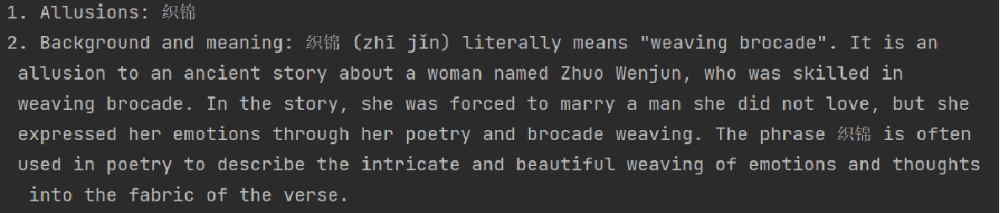 1. Allusions: 织锦
2. Background and meaning: 织锦 (zhī jǐn) literally means "weaving brocade". It is an
allusion to an ancient story about a woman named Zhuo Wenjun, who was skilled in
weaving brocade. In the story, she was forced to marry a man she did not love, but she
expressed her emotions through her poetry and brocade weaving. The phrase 织锦 is often
used in poetry to describe the intricate and beautiful weaving of emotions and thoughts
into the fabric of the verse.